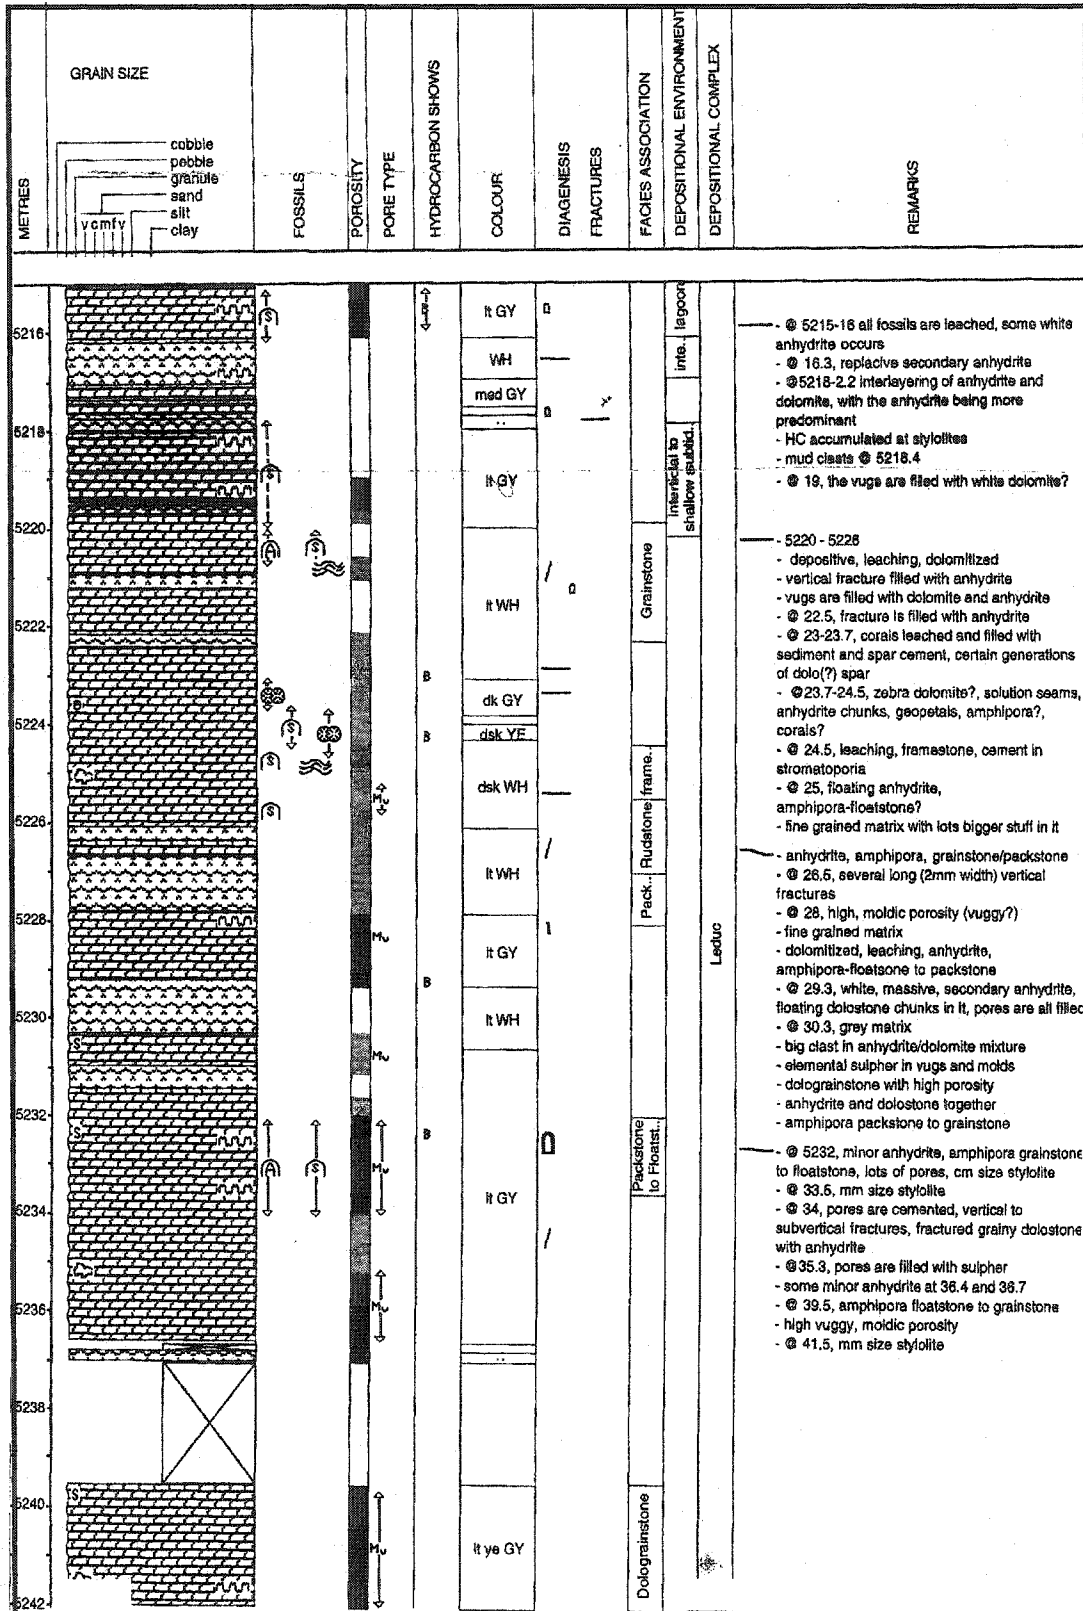 GRAIN SIZE
cobble
pebble
granule
sand
silt
clay
v c m f v
METRES
FOSSILS
POROSITY
PORE TYPE
HYDROCARBON SHOWS
COLOUR
DIAGENESIS
FRACTURES
FACIES ASSOCIATION
DEPOSITIONAL ENVIRONMENT
DEPOSITIONAL COMPLEX
REMARKS
5216
5218
5220
5222
5224
5226
5228
5230
5232
5234
5236
5238
5240
5242
lt GY
WH
med GY
lt GY
lt WH
dk GY
dsk YE
dsk WH
lt WH
lt GY
lt WH
lt GY
lt ye GY
B
B
B
B
Grainstone
frame..
Rudstone
Pack..
Packstone
to Floatst..
Dolograinstone
lagoon
inte..
intertidal to
shallow subtid..
Leduc
- @ 5215-16 all fossils are leached, some white
anhydrite occurs
- @ 16.3, replacive secondary anhydrite
- @5218-2.2 interlayering of anhydrite and
dolomite, with the anhydrite being more
predominant
- HC accumulated at stylolites
- mud clasts @ 5218.4
- @ 19, the vugs are filled with white dolomite?
- 5220 - 5226
- depositive, leaching, dolomitized
- vertical fracture filled with anhydrite
- vugs are filled with dolomite and anhydrite
- @ 22.5, fracture is filled with anhydrite
- @ 23-23.7, corals leached and filled with
sediment and spar cement, certain generations
of dolo(?) spar
- @23.7-24.5, zebra dolomite?, solution seams,
anhydrite chunks, geopetals, amphipora?,
corals?
- @ 24.5, leaching, framestone, cement in
stromatoporia
- @ 25, floating anhydrite,
amphipora-floatstone?
- fine grained matrix with lots bigger stuff in it
- anhydrite, amphipora, grainstone/packstone
- @ 26.5, several long (2mm width) vertical
fractures
- @ 28, high, moldic porosity (vuggy?)
- fine grained matrix
- dolomitized, leaching, anhydrite,
amphipora-floatsone to packstone
- @ 29.3, white, massive, secondary anhydrite,
floating dolostone chunks in it, pores are all filled
- @ 30.3, grey matrix
- big clast in anhydrite/dolomite mixture
- elemental sulpher in vugs and molds
- dolograinstone with high porosity
- anhydrite and dolostone together
- amphipora packstone to grainstone
- @ 5232, minor anhydrite, amphipora grainstone
to floatstone, lots of pores, cm size stylolite
- @ 33.5, mm size stylolite
- @ 34, pores are cemented, vertical to
subvertical fractures, fractured grainy dolostone
with anhydrite
- @35.3, pores are filled with sulpher
- some minor anhydrite at 36.4 and 36.7
- @ 39.5, amphipora floatstone to grainstone
- high vuggy, moldic porosity
- @ 41.5, mm size stylolite